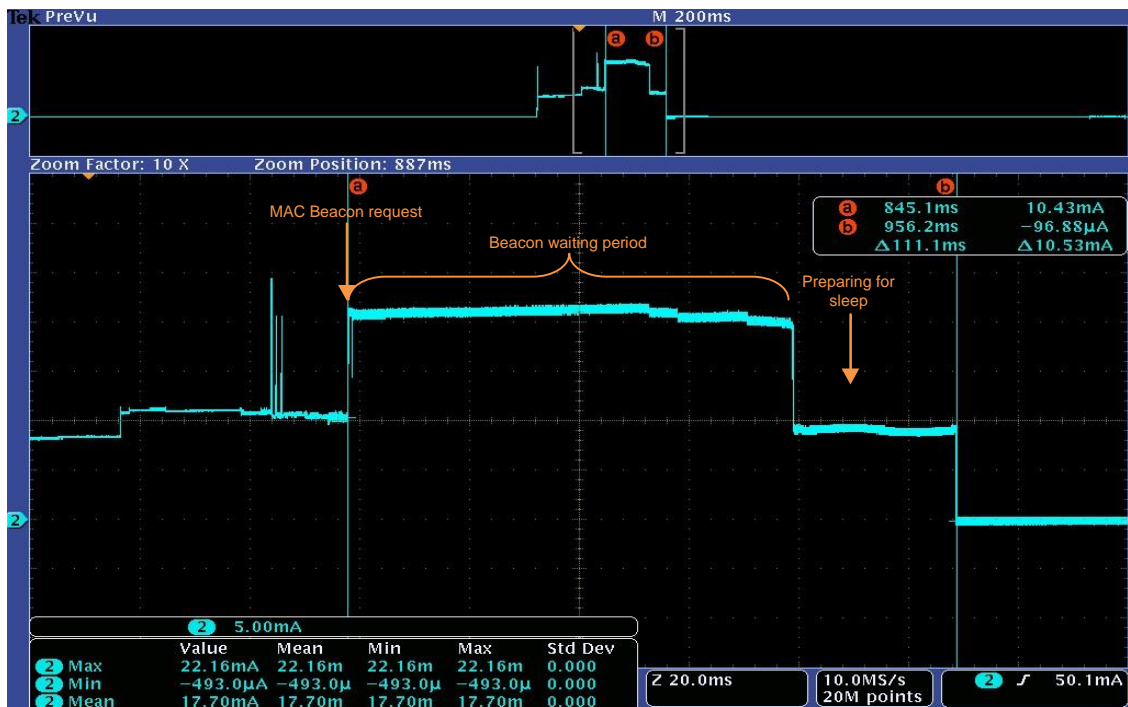 Tek PreVu M 200ms
a b
2
Zoom Factor: 10 X Zoom Position: 887ms
a b
MAC Beacon request
Beacon waiting period
Preparing for
sleep
a 845.1ms 10.43mA
b 956.2ms −96.88µA
Δ111.1ms Δ10.53mA
2
2 5.00mA
Value Mean Min Max Std Dev
2 Max 22.16mA 22.16m 22.16m 22.16m 0.000
2 Min −493.0µA −493.0µ −493.0µ −493.0µ 0.000
2 Mean 17.70mA 17.70m 17.70m 17.70m 0.000
Z 20.0ms
10.0MS/s
20M points
2 ʃ 50.1mA